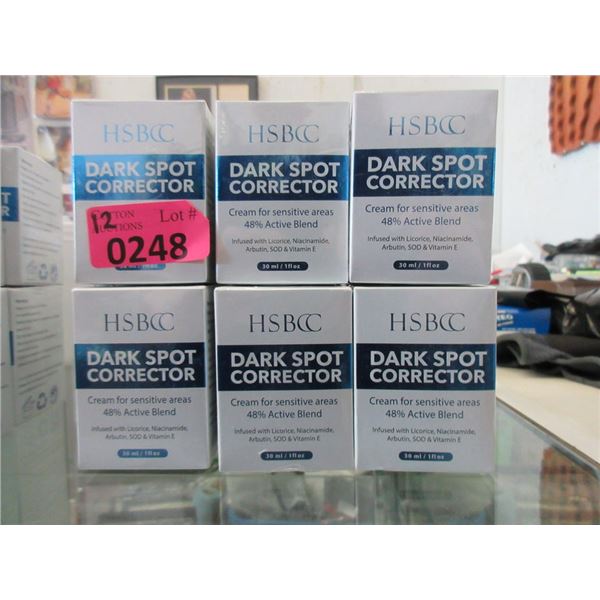 HSBCC
DARK SPOT
CORRECTOR
12
TTON Lot #
CTIONS
0248
30 ml / 1fl oz
HSBCC
DARK SPOT
CORRECTOR
Cream for sensitive areas
48% Active Blend
Infused with Licorice, Niacinamide,
Arbutin, SOD & Vitamin E
30 ml / 1fl oz
HSBCC
DARK SPOT
CORRECTOR
Cream for sensitive areas
48% Active Blend
Infused with Licorice, Niacinamide,
Arbutin, SOD & Vitamin E
30 ml / 1fl oz
HSBCC
DARK SPOT
CORRECTOR
Cream for sensitive areas
48% Active Blend
Infused with Licorice, Niacinamide,
Arbutin, SOD & Vitamin E
30 ml / 1fl oz
HSBCC
DARK SPOT
CORRECTOR
Cream for sensitive areas
48% Active Blend
Infused with Licorice, Niacinamide,
Arbutin, SOD & Vitamin E
30 ml / 1fl oz
HSBCC
DARK SPOT
CORRECTOR
Cream for sensitive areas
48% Active Blend
Infused with Licorice, Niacinamide,
Arbutin, SOD & Vitamin E
30 ml / 1fl oz